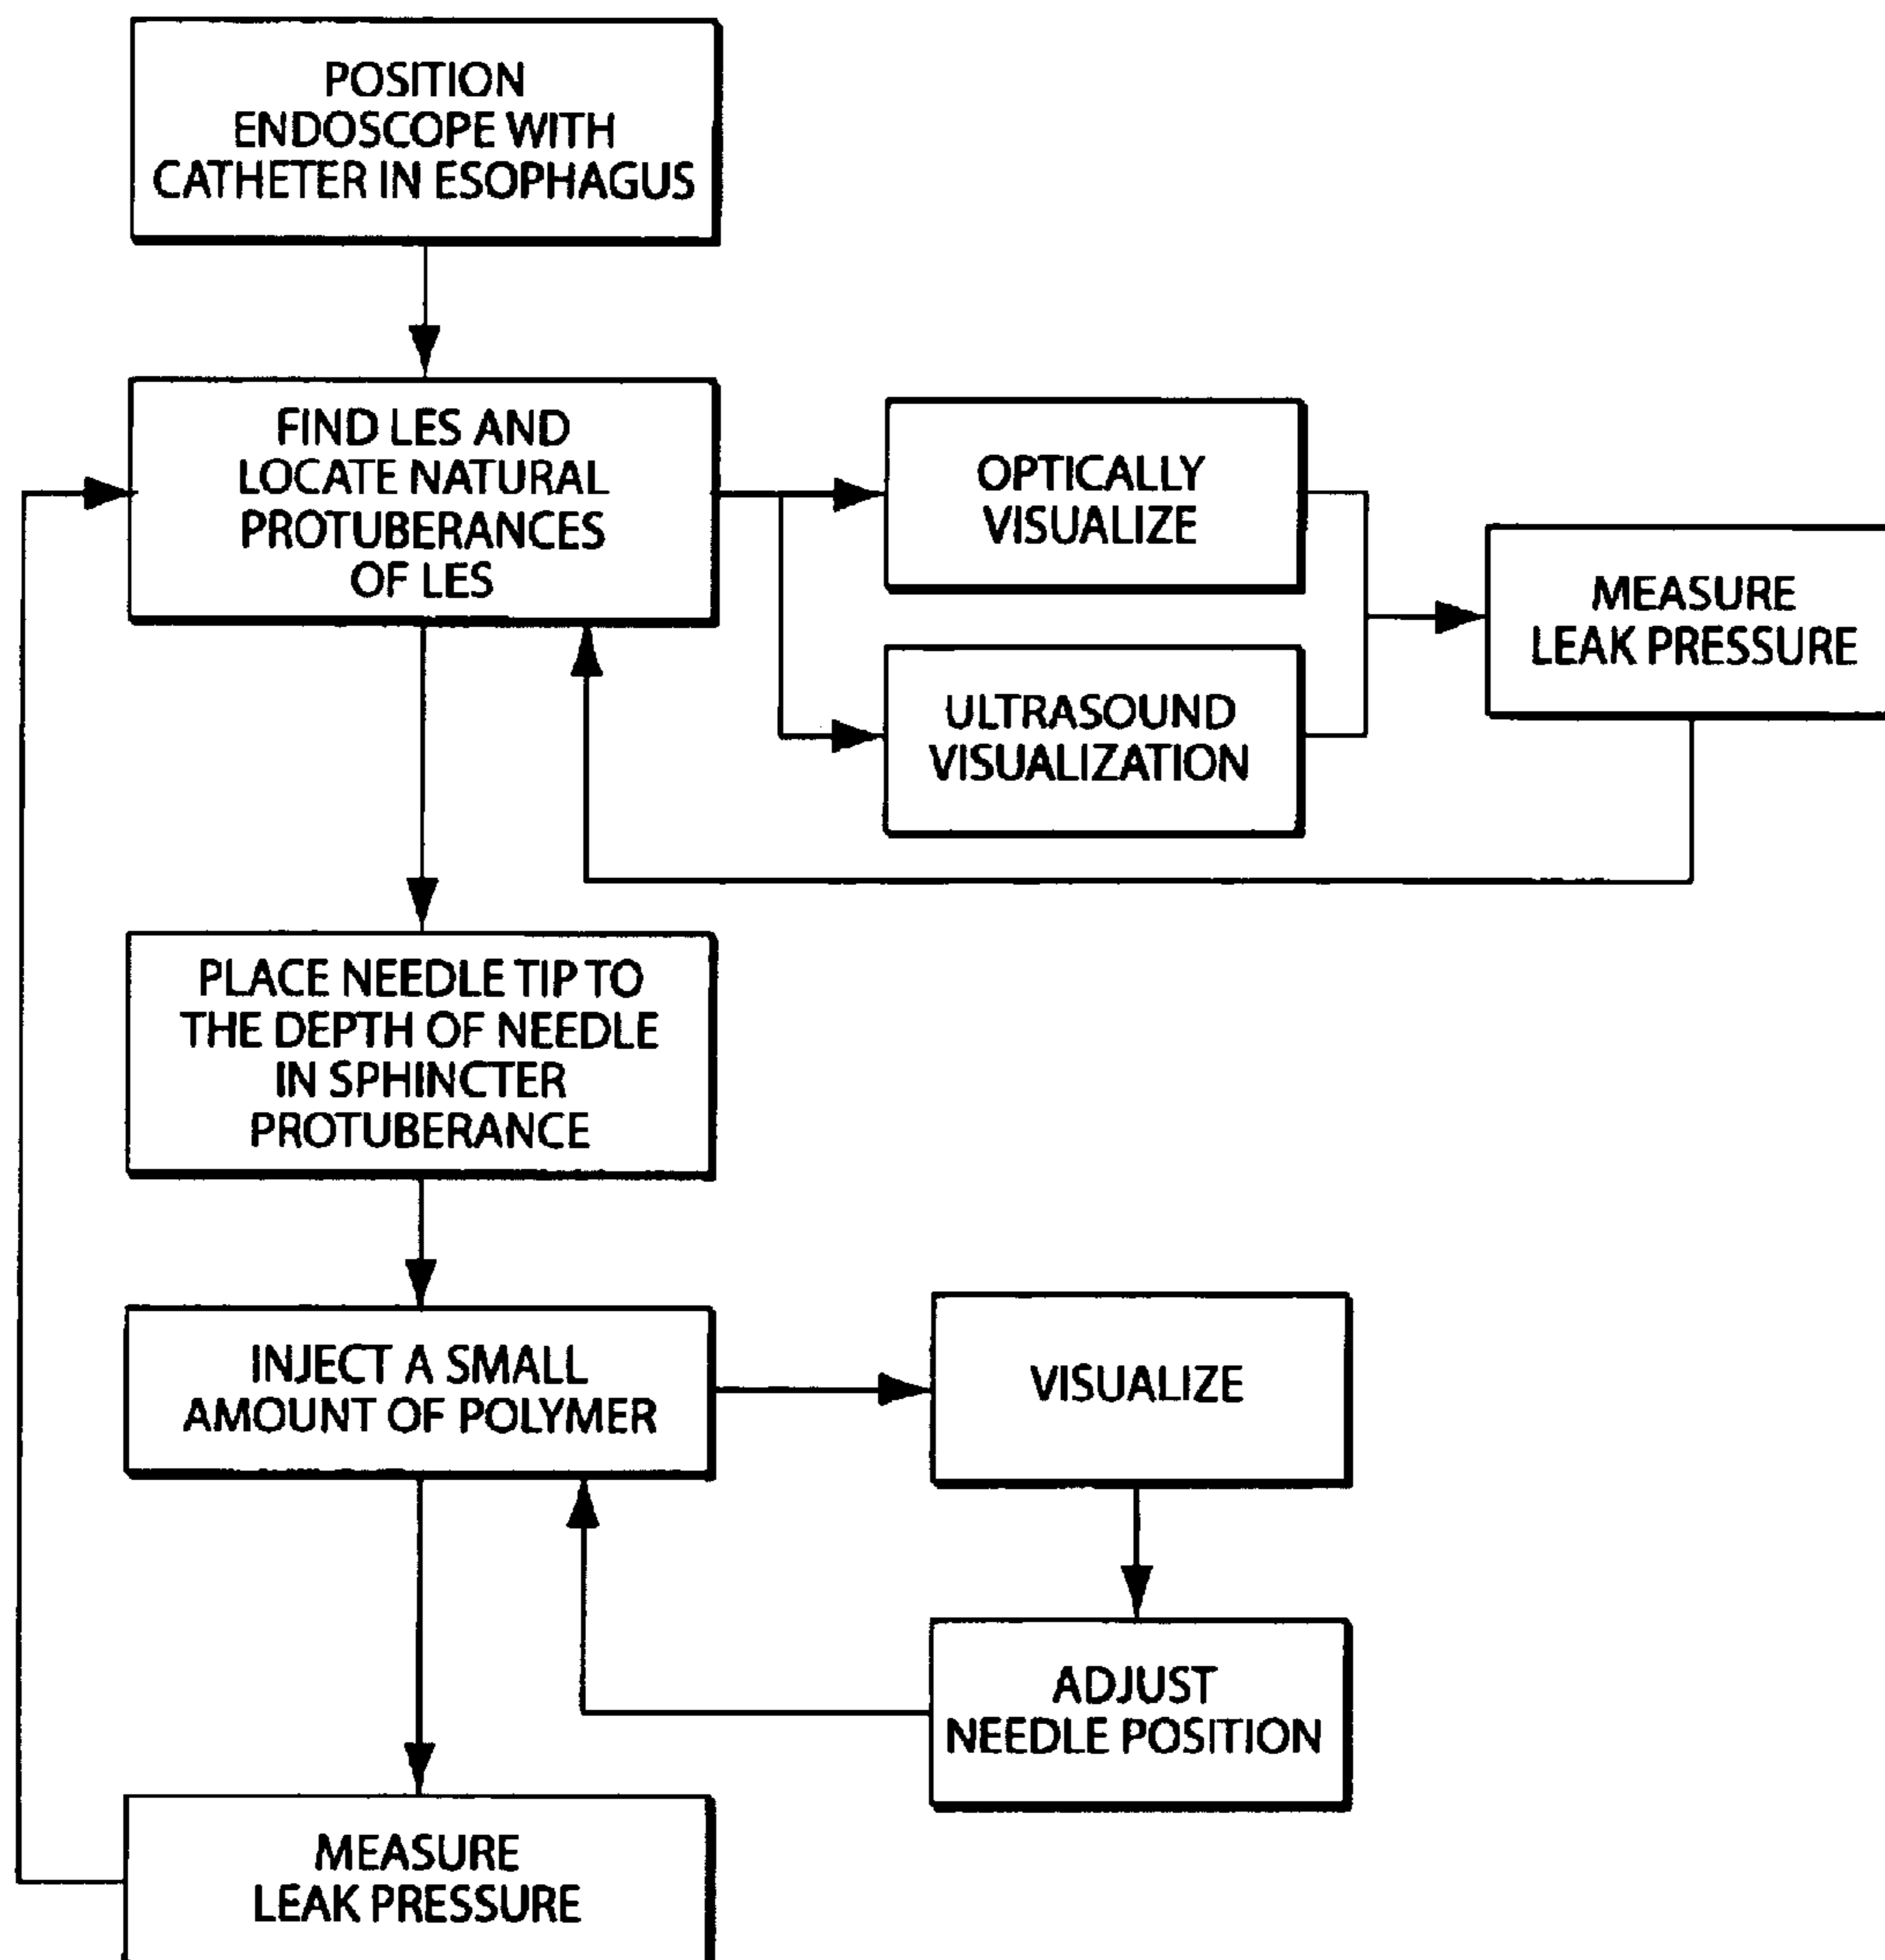 POSITION
ENDOSCOPE WITH
CATHETER IN ESOPHAGUS
FIND LES AND
LOCATE NATURAL
PROTUBERANCES
OF LES
OPTICALLY
VISUALIZE
ULTRASOUND
VISUALIZATION
MEASURE
LEAK PRESSURE
PLACE NEEDLE TIP TO
THE DEPTH OF NEEDLE
IN SPHINCTER
PROTUBERANCE
INJECT A SMALL
AMOUNT OF POLYMER
VISUALIZE
ADJUST
NEEDLE POSITION
MEASURE
LEAK PRESSURE